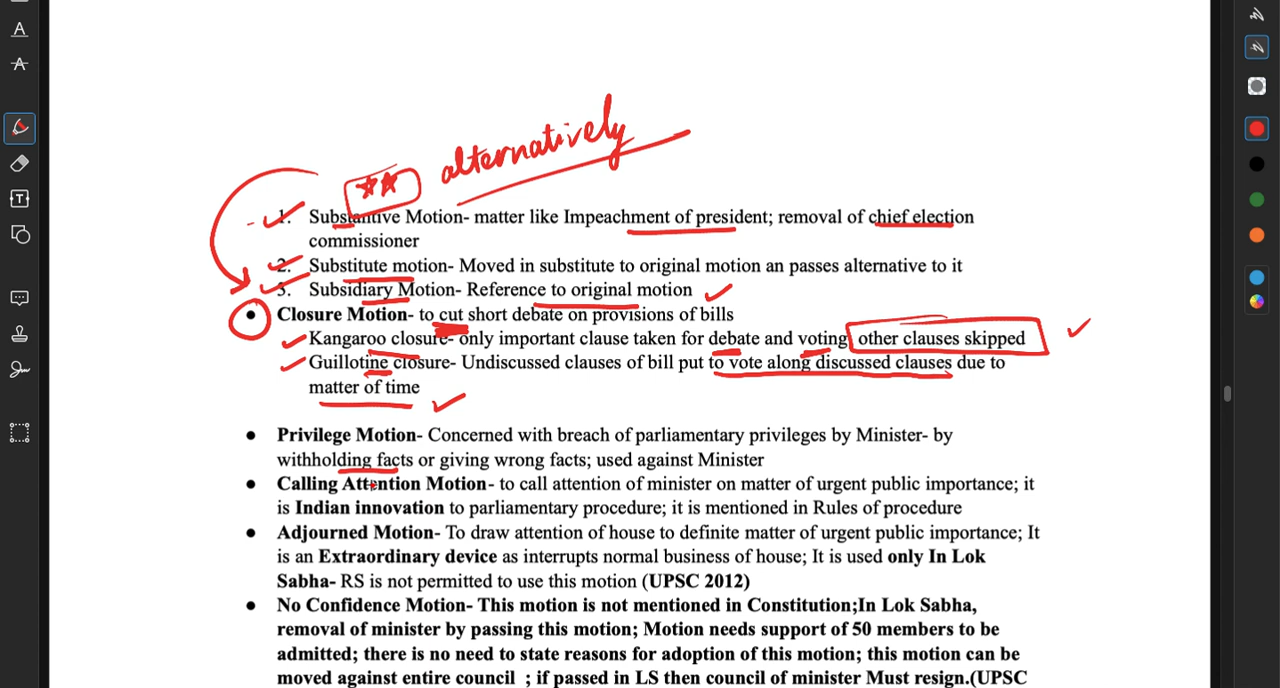 alternatively
1. Substantive Motion- matter like Impeachment of president; removal of chief election
commissioner
2. Substitute motion- Moved in substitute to original motion an passes alternative to it
3. Subsidiary Motion- Reference to original motion
● Closure Motion- to cut short debate on provisions of bills
Kangaroo closure- only important clause taken for debate and voting other clauses skipped
Guillotine closure- Undiscussed clauses of bill put to vote along discussed clauses due to
matter of time
● Privilege Motion- Concerned with breach of parliamentary privileges by Minister- by
withholding facts or giving wrong facts; used against Minister
● Calling Attention Motion- to call attention of minister on matter of urgent public importance; it
is Indian innovation to parliamentary procedure; it is mentioned in Rules of procedure
● Adjourned Motion- To draw attention of house to definite matter of urgent public importance; It
is an Extraordinary device as interrupts normal business of house; It is used only In Lok
Sabha- RS is not permitted to use this motion (UPSC 2012)
● No Confidence Motion- This motion is not mentioned in Constitution;In Lok Sabha,
removal of minister by passing this motion; Motion needs support of 50 members to be
admitted; there is no need to state reasons for adoption of this motion; this motion can be
moved against entire council ; if passed in LS then council of minister Must resign.(UPSC